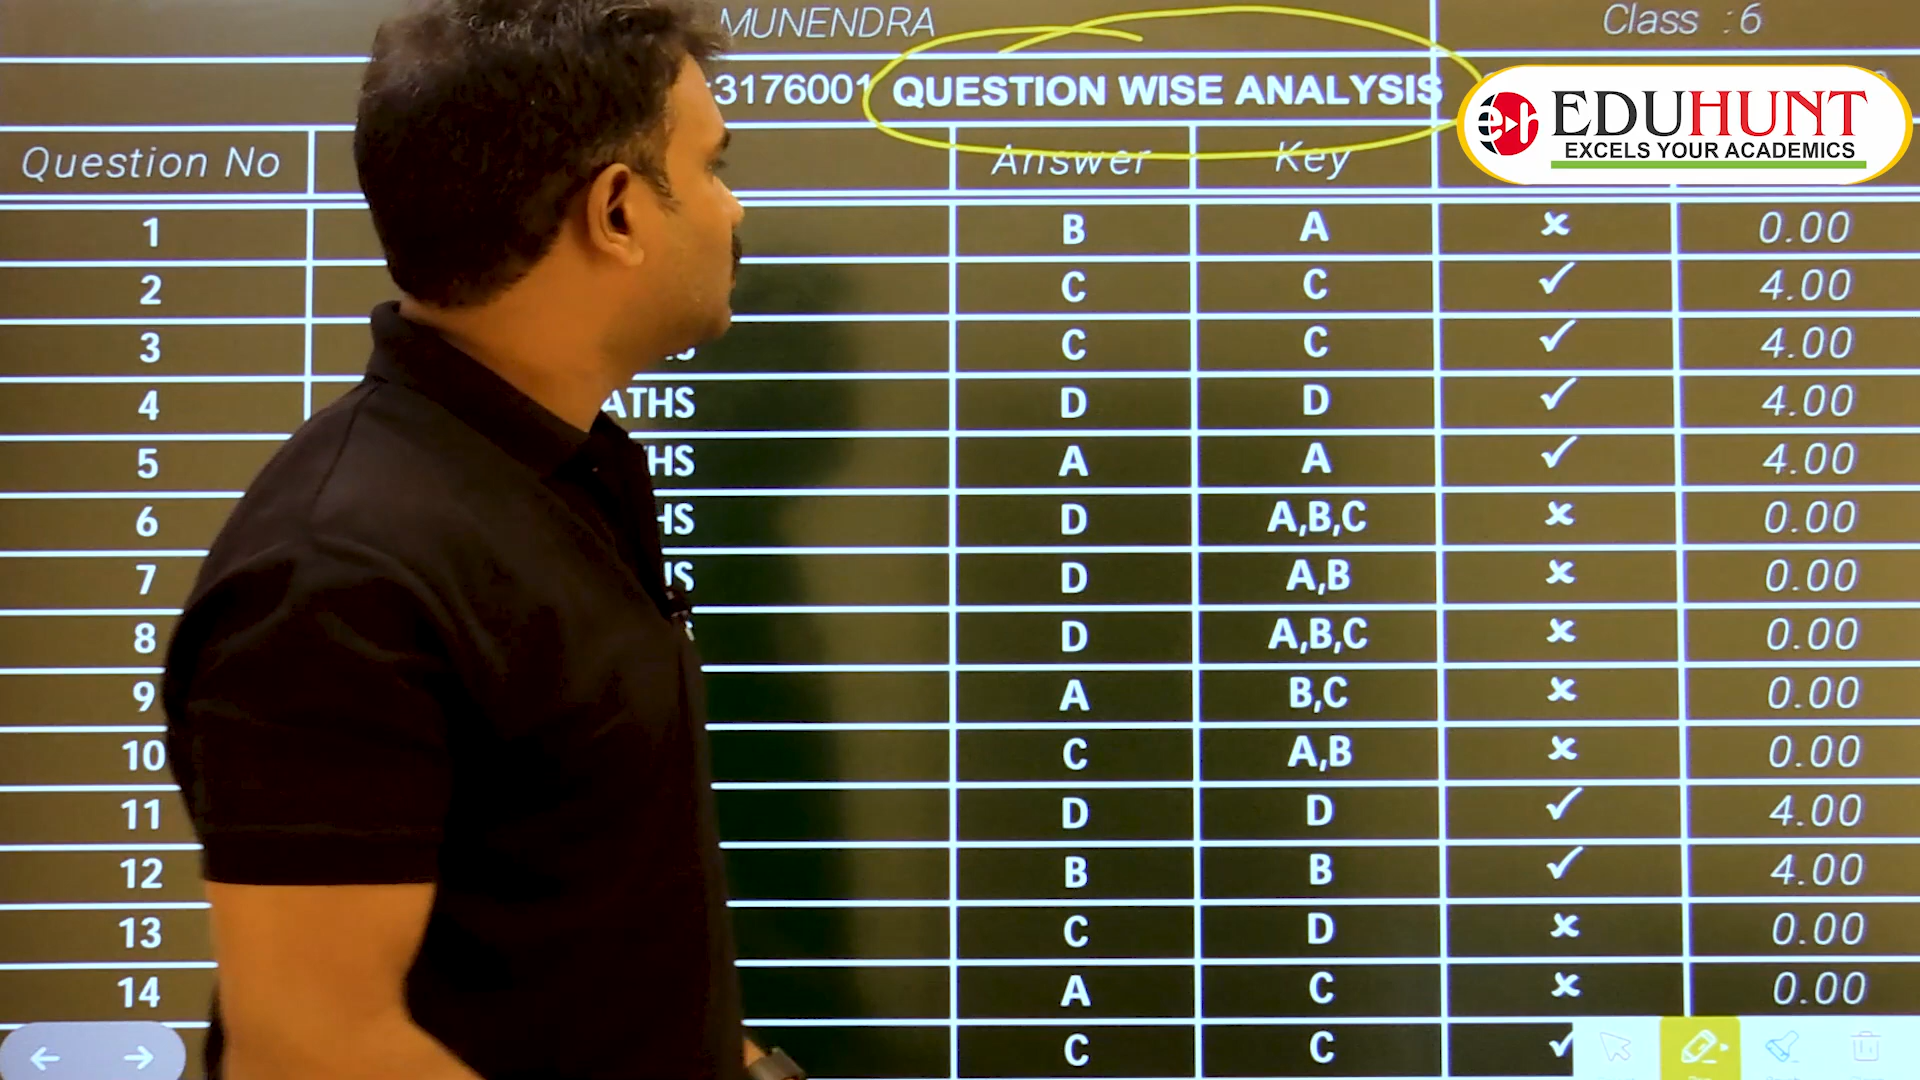 MUNENDRA Class : 6
3176001 QUESTION WISE ANALYSIS
EDUHUNT
EXCELS YOUR ACADEMICS
Question No Answer Key
1 B A ✗ 0.00
2 C C ✓ 4.00
3 C C ✓ 4.00
4 ATHS D D ✓ 4.00
5 HS A A ✓ 4.00
6 HS D A,B,C ✗ 0.00
7 D A,B ✗ 0.00
8 D A,B,C ✗ 0.00
9 A B,C ✗ 0.00
10 C A,B ✗ 0.00
11 D D ✓ 4.00
12 B B ✓ 4.00
13 C D ✗ 0.00
14 A C ✗ 0.00
C C ✓